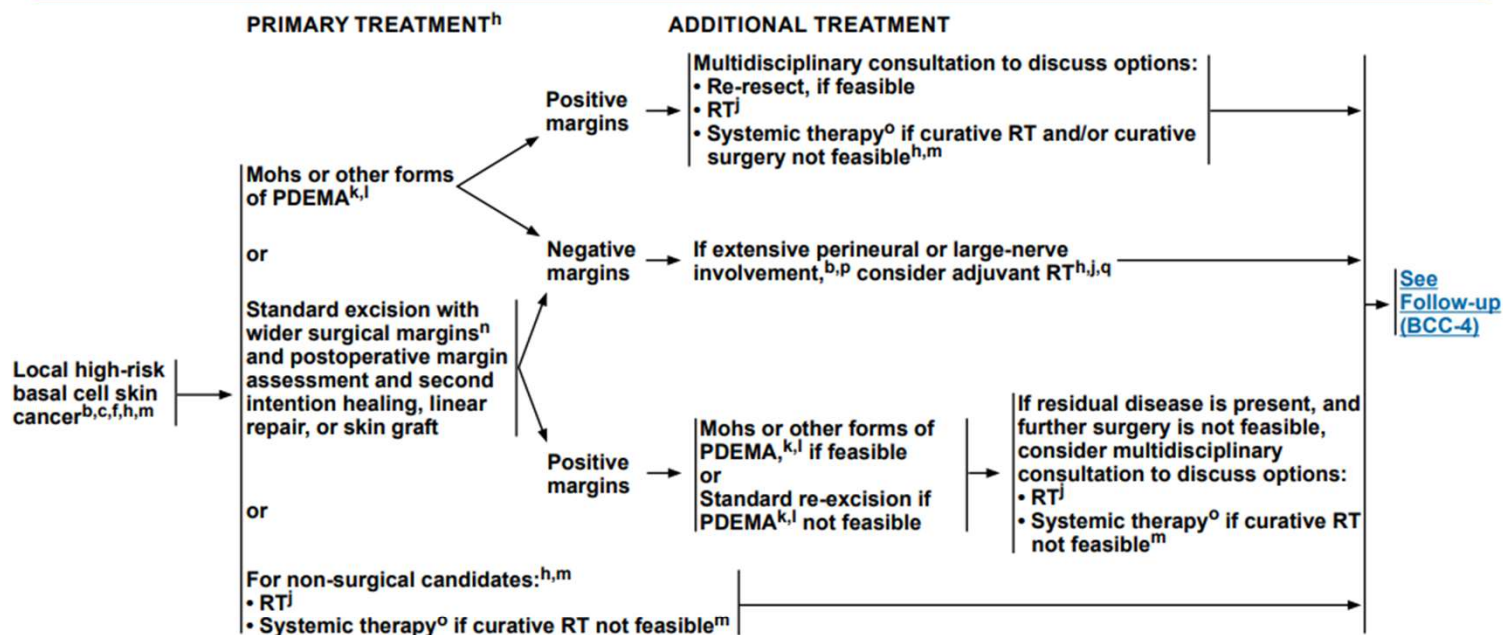 PRIMARY TREATMENTh
ADDITIONAL TREATMENT
Multidisciplinary consultation to discuss options:
• Re-resect, if feasible
• RTj
• Systemic therapyo if curative RT and/or curative
surgery not feasibleh,m
Positive
margins
Mohs or other forms
of PDEMAk,l
or
Negative
margins
If extensive perineural or large-nerve
involvement,b,p consider adjuvant RTh,j,q
See
Follow-up
(BCC-4)
Standard excision with
wider surgical marginsn
and postoperative margin
assessment and second
intention healing, linear
repair, or skin graft
Local high-risk
basal cell skin
cancerb,c,f,h,m
Positive
margins
Mohs or other forms of
PDEMA,k,l if feasible
or
Standard re-excision if
PDEMAk,l not feasible
If residual disease is present, and
further surgery is not feasible,
consider multidisciplinary
consultation to discuss options:
• RTj
• Systemic therapyo if curative RT
not feasiblem
or
For non-surgical candidates:h,m
• RTj
• Systemic therapyo if curative RT not feasiblem